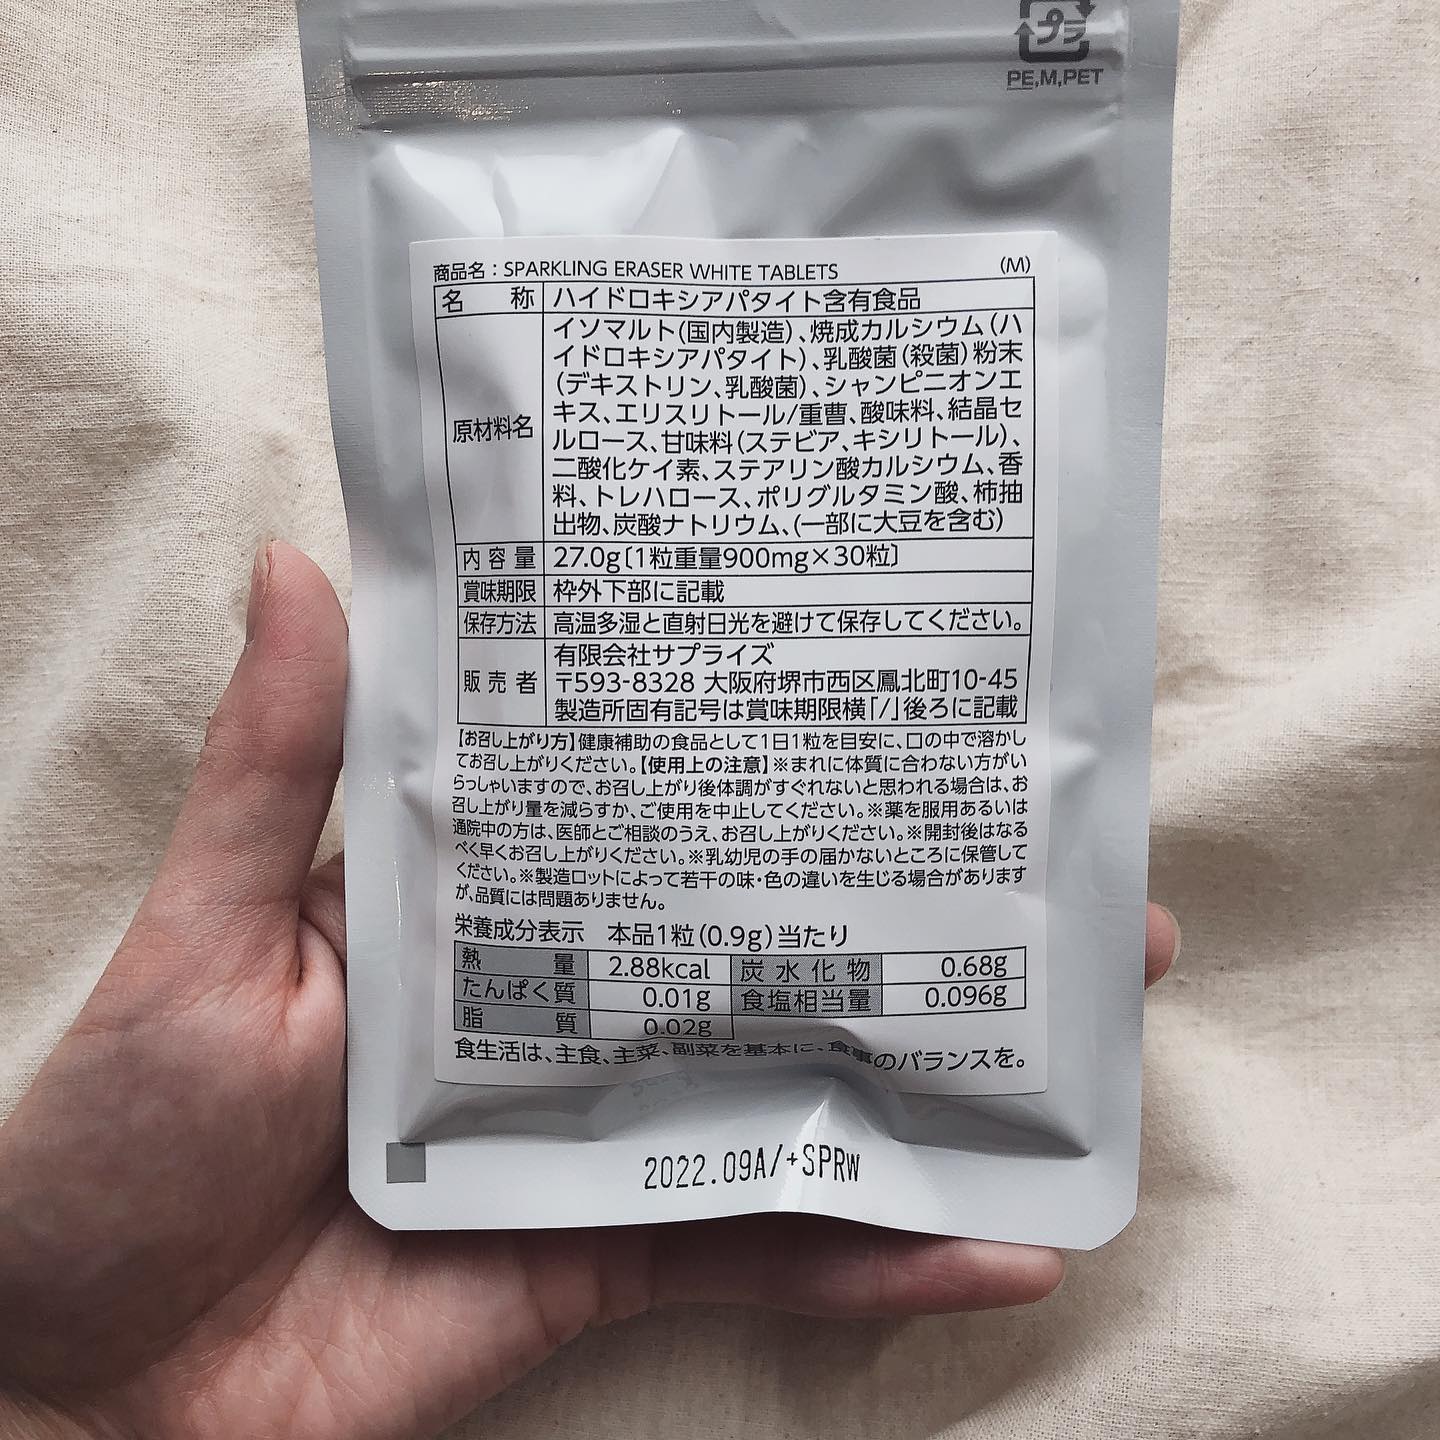 プラ
PE,M,PET
商品名：SPARKLING ERASER WHITE TABLETS (M)
名称 ハイドロキシアパタイト含有食品
原材料名 イソマルト(国内製造)、焼成カルシウム(ハ
イドロキシアパタイト)、乳酸菌(殺菌)粉末
(デキストリン、乳酸菌)、シャンピニオンエ
キス、エリスリトール/重曹、酸味料、結晶セ
ルロース、甘味料(ステビア、キシリトール)、
二酸化ケイ素、ステアリン酸カルシウム、香
料、トレハロース、ポリグルタミン酸、柿抽
出物、炭酸ナトリウム、(一部に大豆を含む)
内容量 27.0g〔1粒重量900mg×30粒〕
賞味期限 枠外下部に記載
保存方法 高温多湿と直射日光を避けて保存してください。
販売者 有限会社サプライズ
〒593-8328 大阪府堺市西区鳳北町10-45
製造所固有記号は賞味期限横「/」後ろに記載
【お召し上がり方】健康補助の食品として1日1粒を目安に、口の中で溶かし
てお召し上がりください。【使用上の注意】※まれに体質に合わない方がい
らっしゃいますので、お召し上がり後体調がすぐれないと思われる場合は、お
召し上がり量を減らすか、ご使用を中止してください。※薬を服用あるいは
通院中の方は、医師とご相談のうえ、お召し上がりください。※開封後はなる
べく早くお召し上がりください。※乳幼児の手の届かないところに保管して
ください。※製造ロットによって若干の味・色の違いを生じる場合があります
が、品質には問題ありません。
栄養成分表示 本品1粒(0.9g)当たり
熱量 2.88kcal 炭水化物 0.68g
たんぱく質 0.01g 食塩相当量 0.096g
脂質 0.02g
食生活は、主食、主菜、副菜を基本に、食事のバランスを。
2022.09A/+SPRW